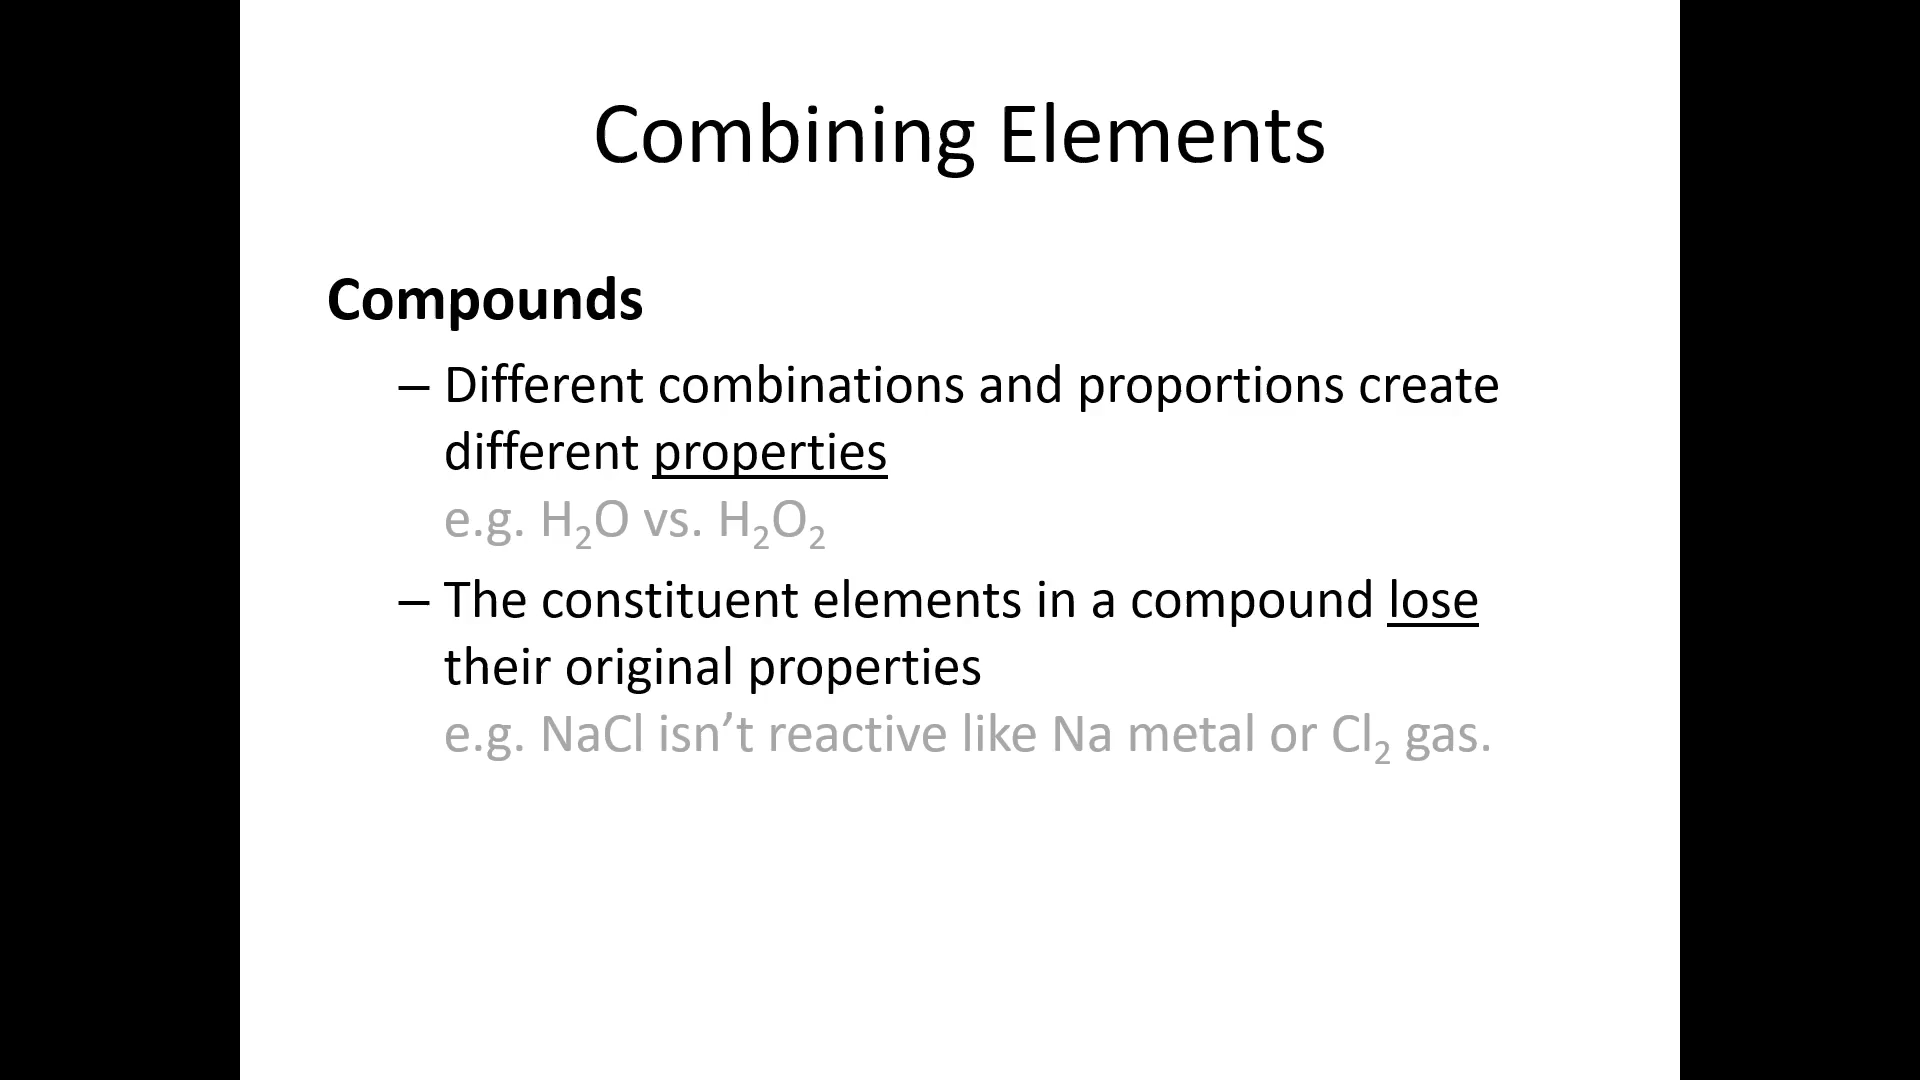 Combining Elements
Compounds
– Different combinations and proportions create
different properties
e.g. H₂O vs. H₂O₂
– The constituent elements in a compound lose
their original properties
e.g. NaCl isn’t reactive like Na metal or Cl₂ gas.